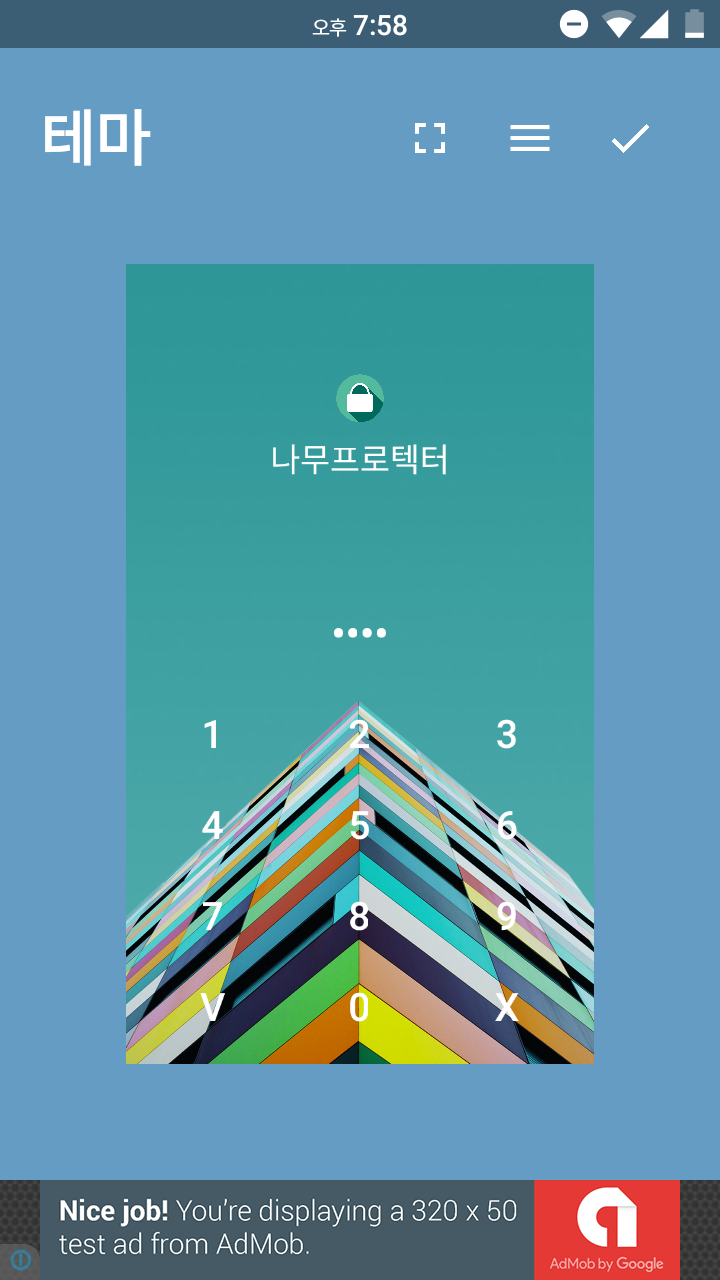 오후 7:58
테마
나무프로텍터
1 2 3
4 5 6
7 8 9
V 0 X
Nice job! You're displaying a 320 x 50
test ad from AdMob.
AdMob by Google